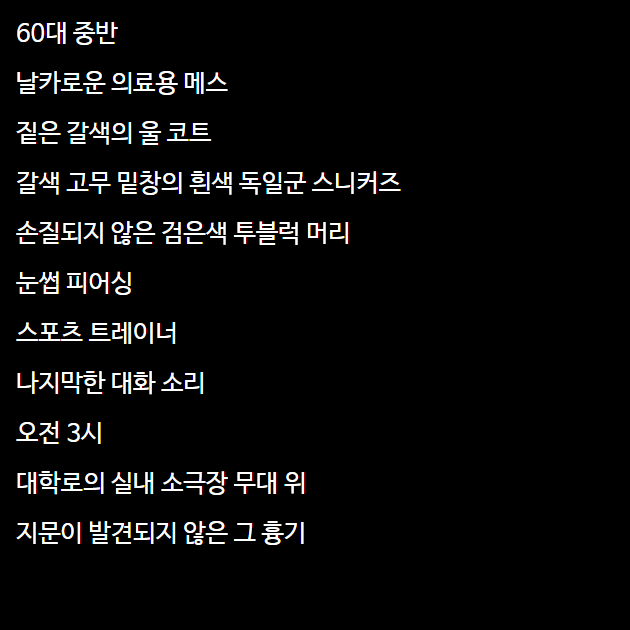 60대 중반
날카로운 의료용 메스
짙은 갈색의 울 코트
갈색 고무 밑창의 흰색 독일군 스니커즈
손질되지 않은 검은색 투블럭 머리
눈썹 피어싱
스포츠 트레이너
나지막한 대화 소리
오전 3시
대학로의 실내 소극장 무대 위
지문이 발견되지 않은 그 흉기